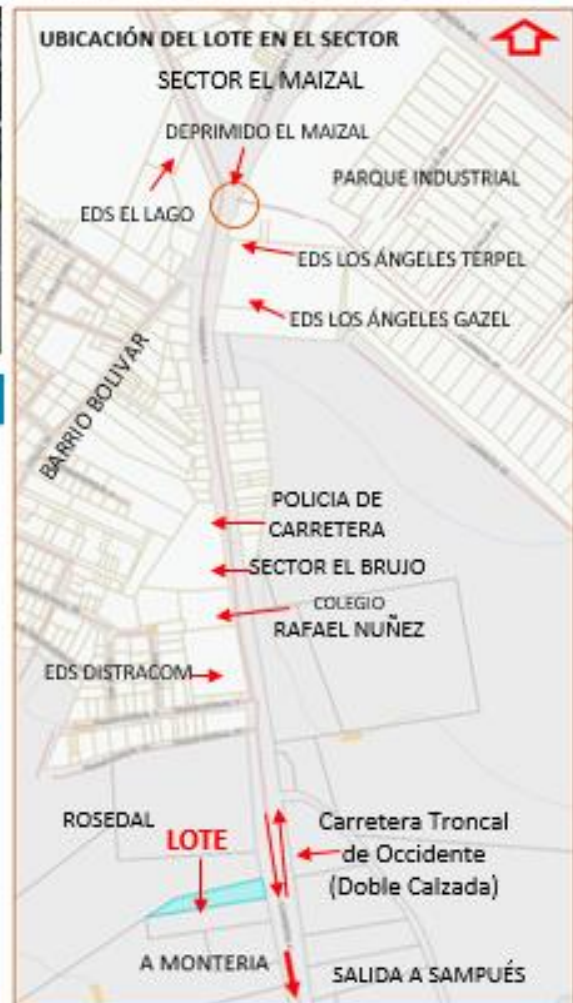 UBICACIÓN DEL LOTE EN EL SECTOR
SECTOR EL MAIZAL
DEPRIMIDO EL MAIZAL
PARQUE INDUSTRIAL
EDS EL LAGO
EDS LOS ÁNGELES TERPEL
EDS LOS ÁNGELES GAZEL
BARRIO BOLIVAR
POLICIA DE
CARRETERA
SECTOR EL BRUJO
COLEGIO
RAFAEL NUÑEZ
EDS DISTRACOM
ROSEDAL
LOTE
Carretera Troncal
de Occidente
(Doble Calzada)
A MONTERIA
SALIDA A SAMPUÉS